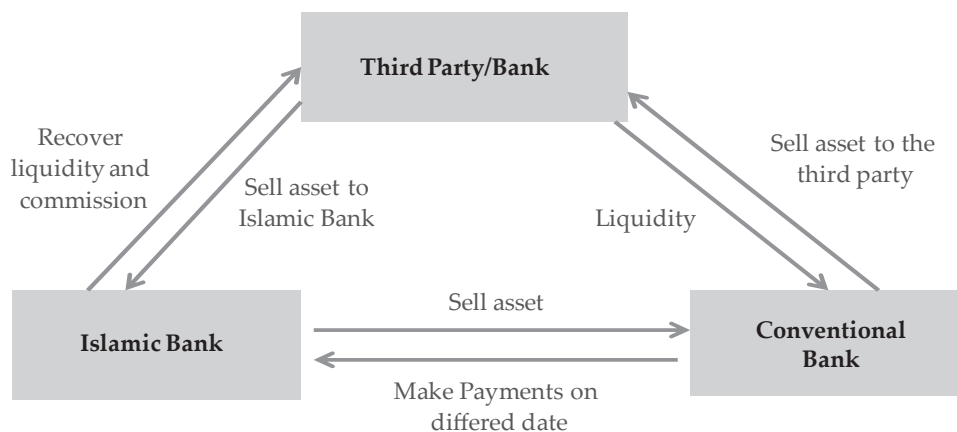 Third Party/Bank
Recover
liquidity and
commission
Sell asset to
Islamic Bank
Liquidity
Sell asset to the
third party
Islamic Bank
Sell asset
Make Payments on
differed date
Conventional
Bank